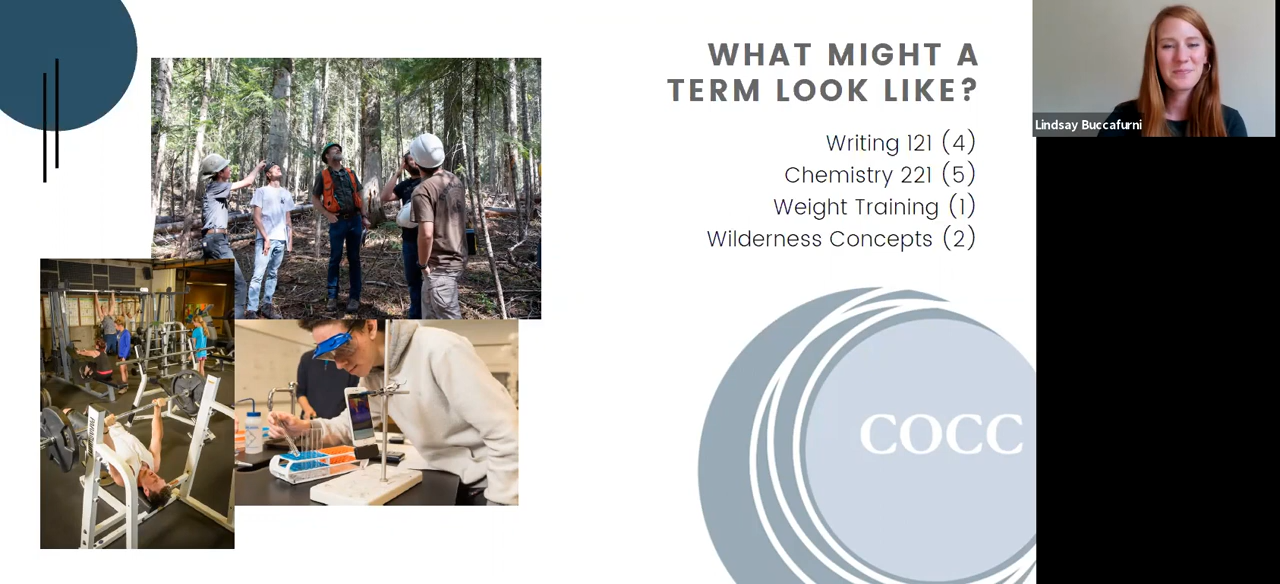 WHAT MIGHT A
TERM LOOK LIKE?
Writing 121 (4)
Chemistry 221 (5)
Weight Training (1)
Wilderness Concepts (2)
COCC
Lindsay Buccafurni